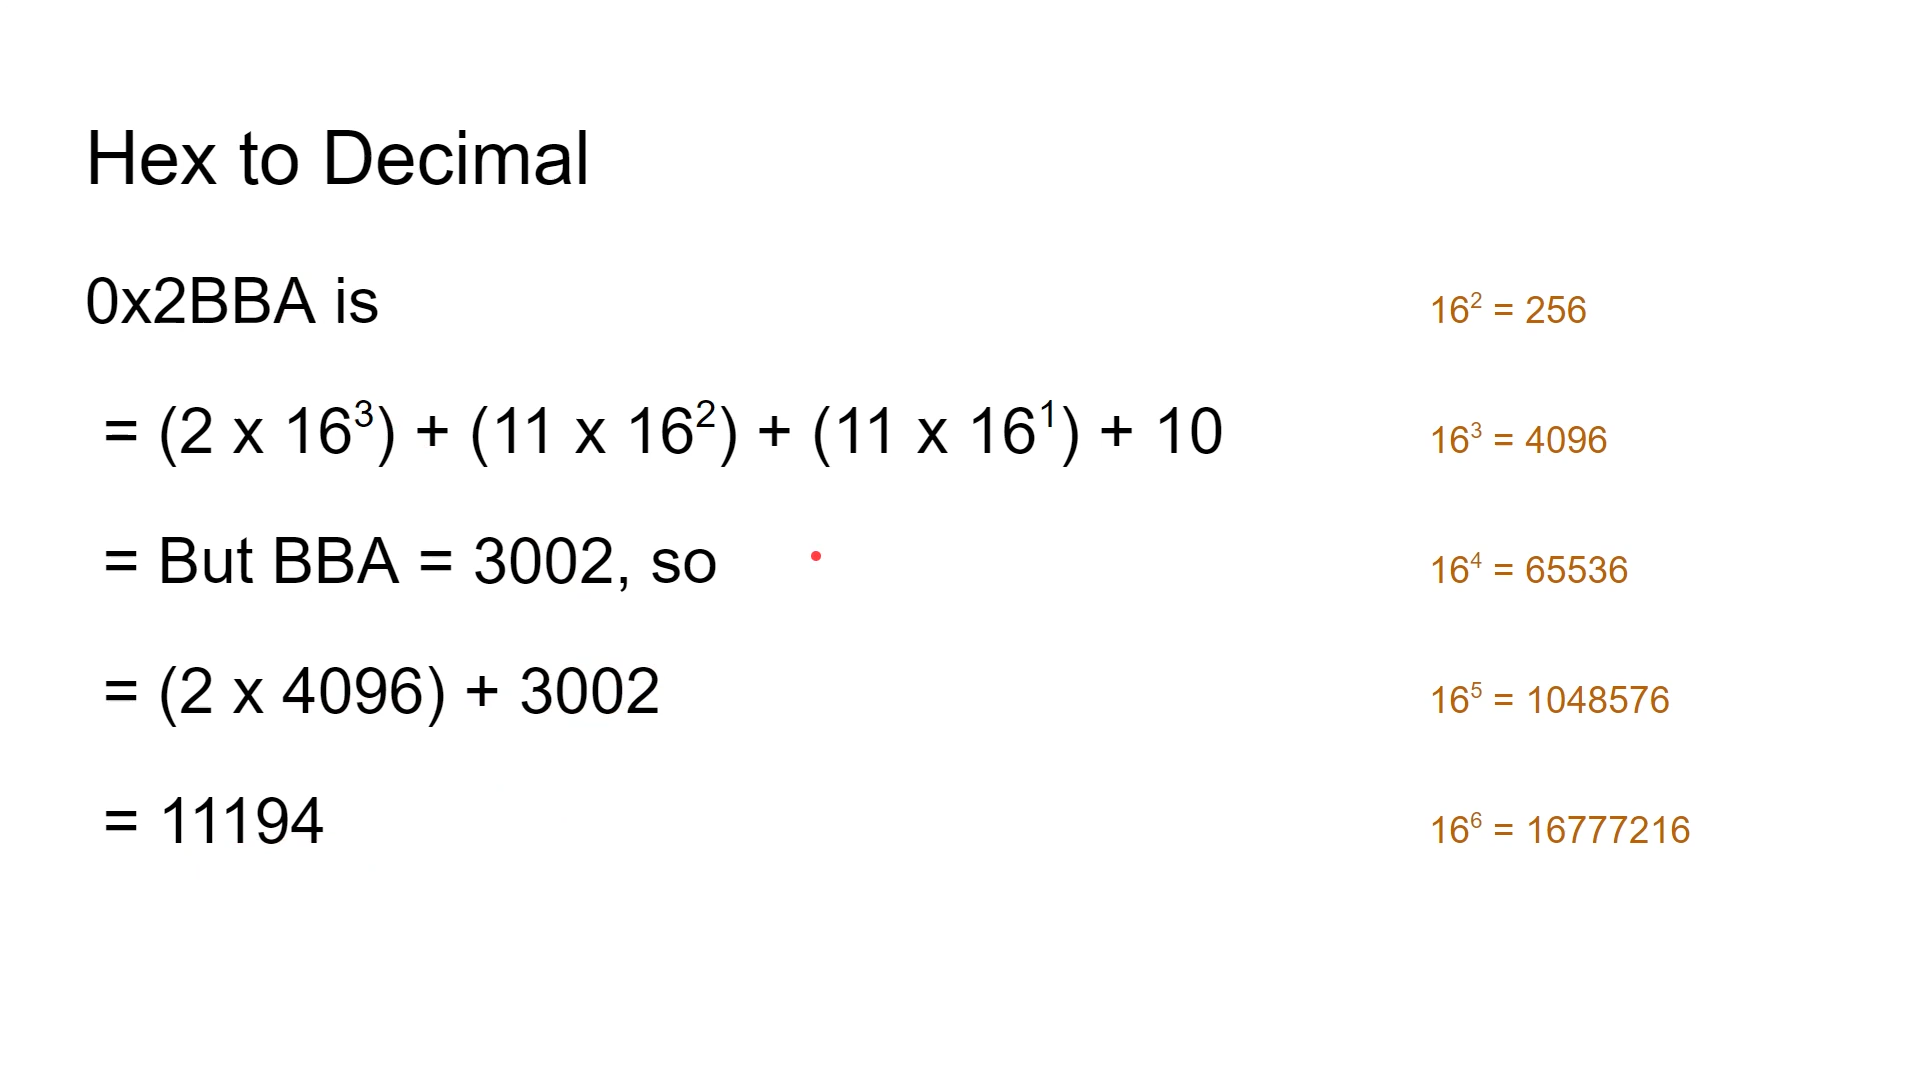 Hex to Decimal
0x2BBA is
= (2 x 16³) + (11 x 16²) + (11 x 16¹) + 10
= But BBA = 3002, so
= (2 x 4096) + 3002
= 11194
16² = 256
16³ = 4096
16⁴ = 65536
16⁵ = 1048576
16⁶ = 16777216